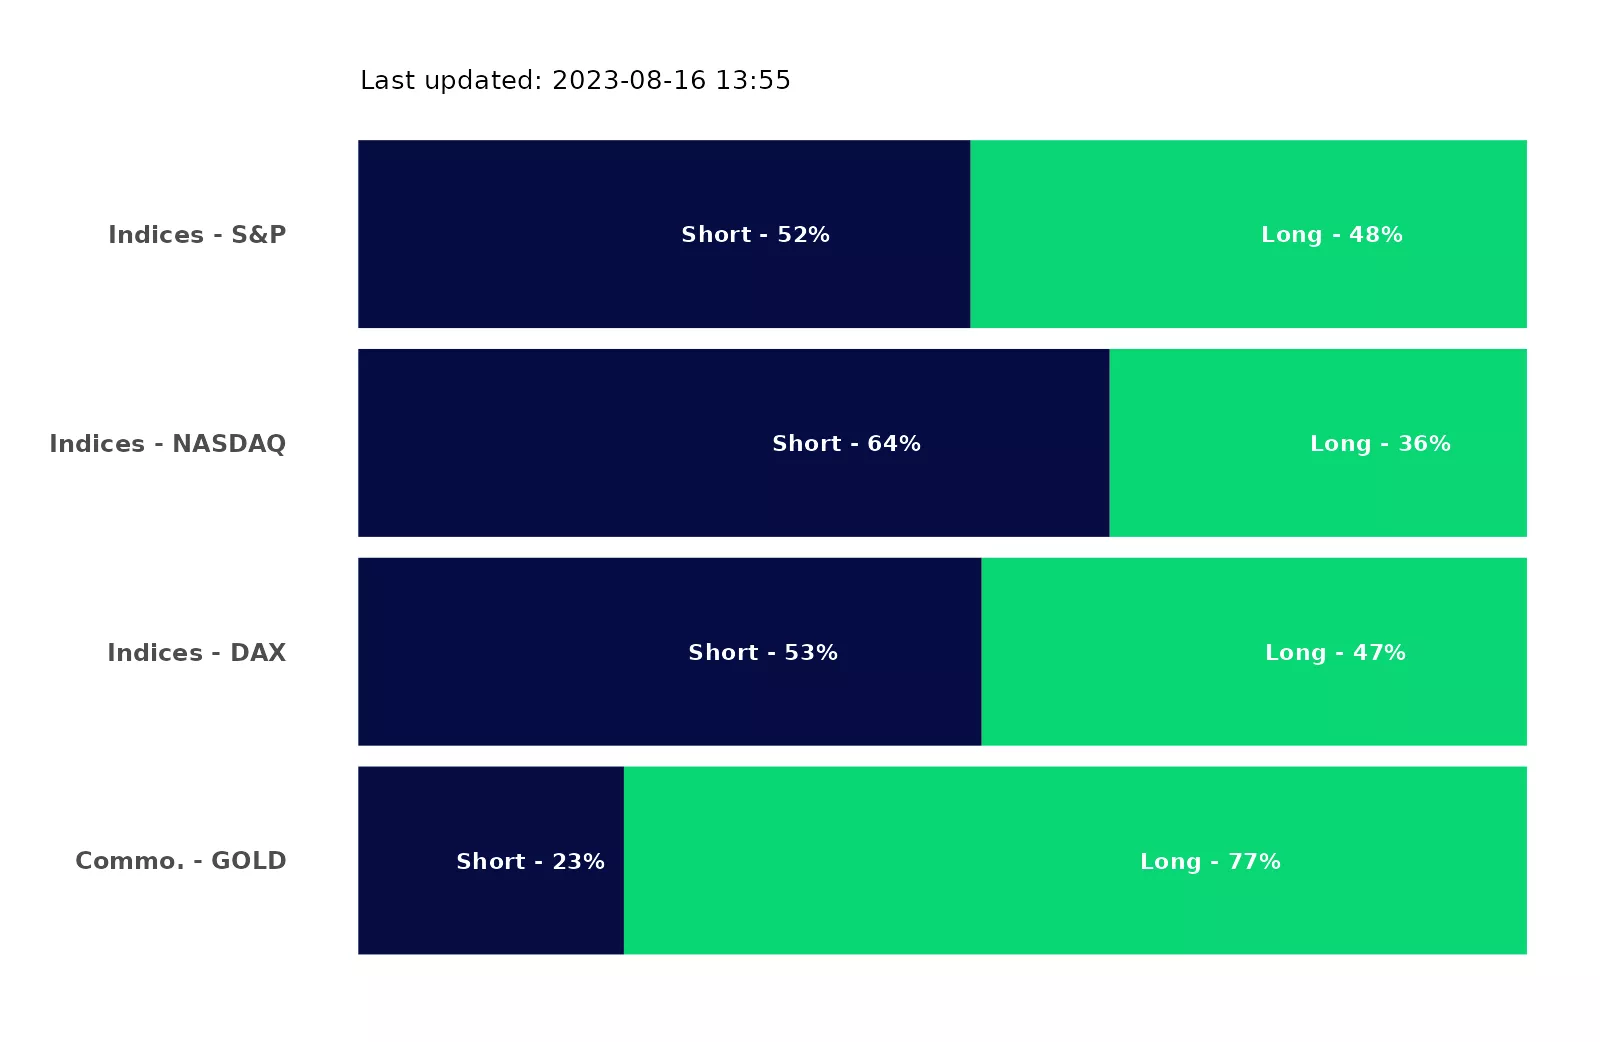 Last updated: 2023-08-16 13:55
Indices - S&P
Short - 52%
Long - 48%
Indices - NASDAQ
Short - 64%
Long - 36%
Indices - DAX
Short - 53%
Long - 47%
Commo. - GOLD
Short - 23%
Long - 77%